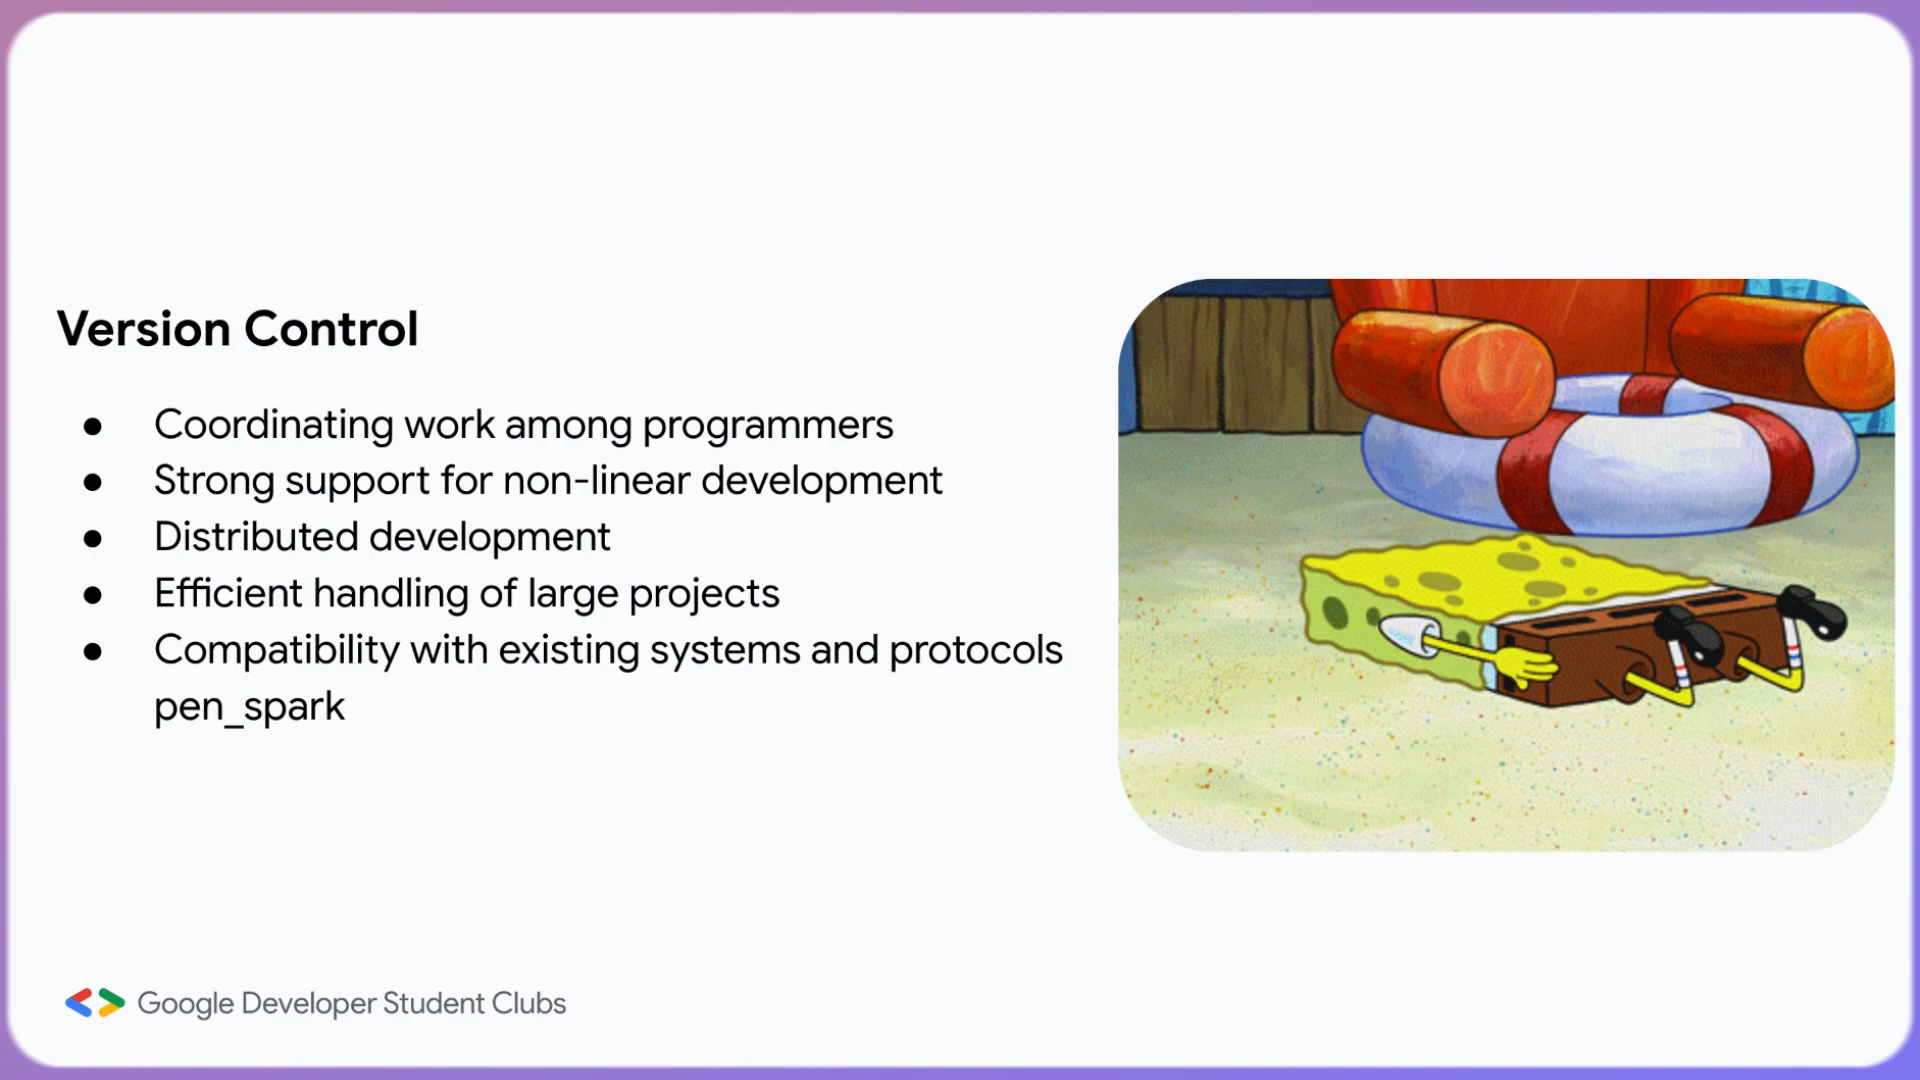 Version Control
● Coordinating work among programmers
● Strong support for non-linear development
● Distributed development
● Efficient handling of large projects
● Compatibility with existing systems and protocols
pen_spark
Google Developer Student Clubs